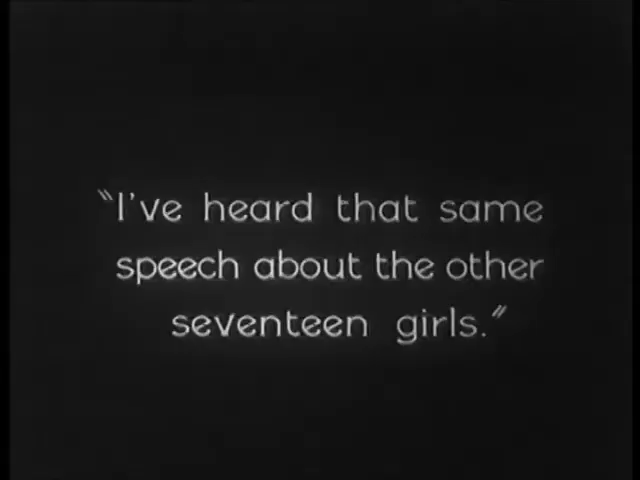 "I've heard that same
speech about the other
seventeen girls."